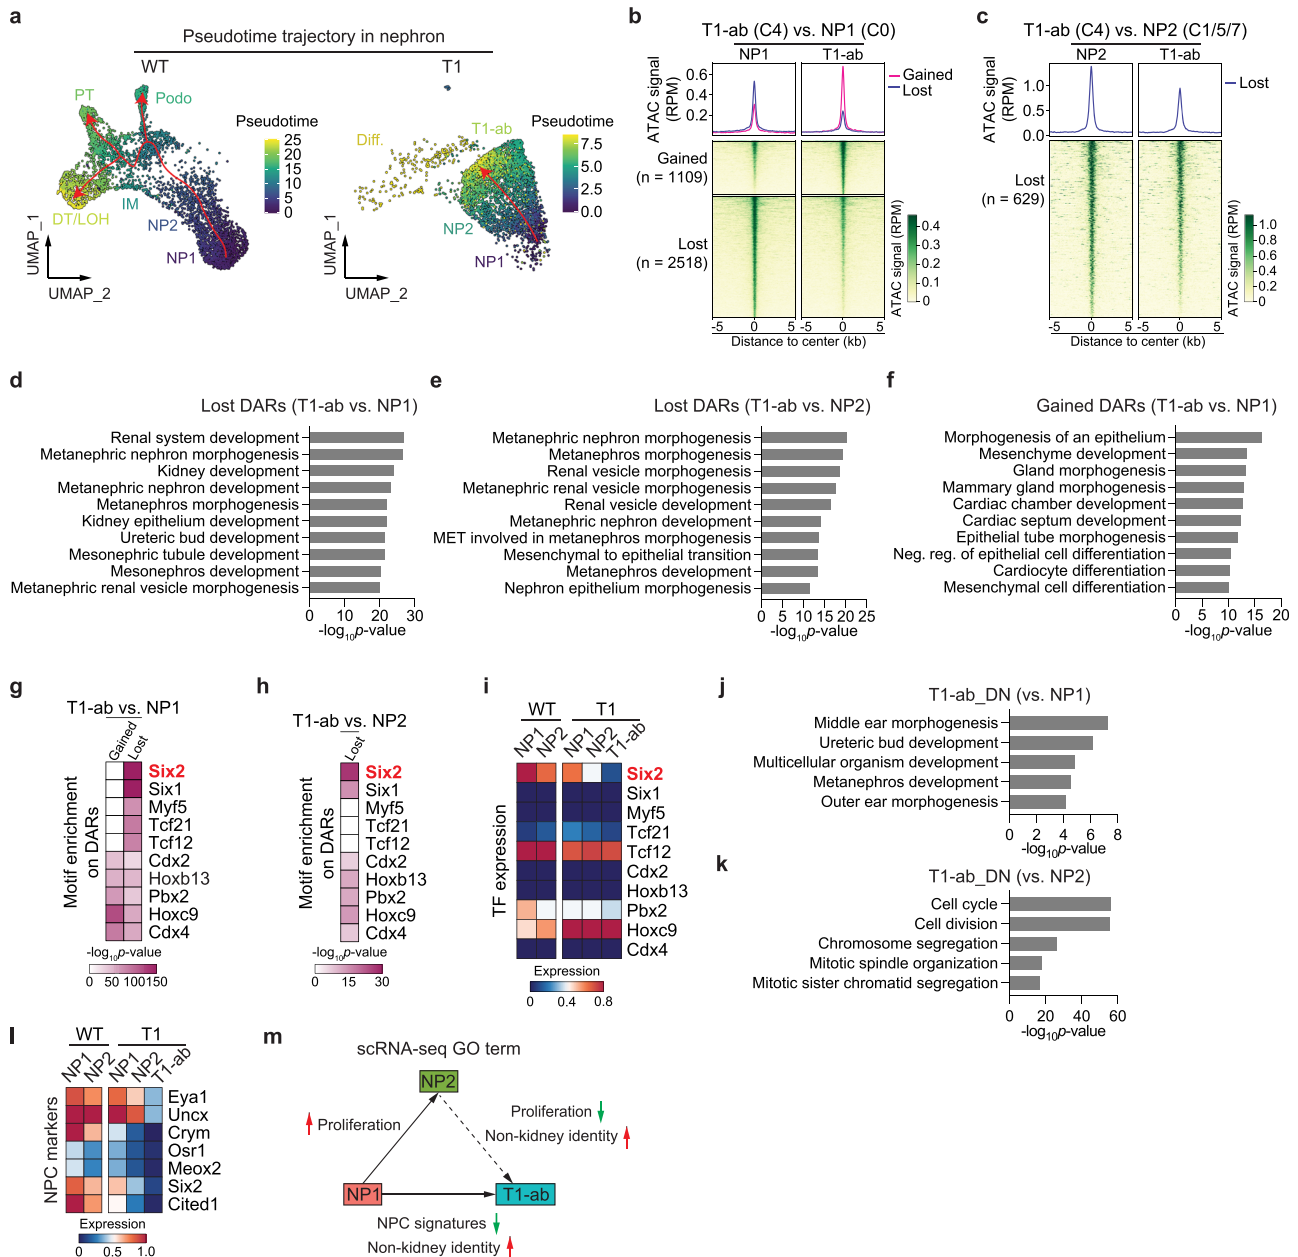 a
Pseudotime trajectory in nephron
WT
T1
PT
Podo
Pseudotime
25
20
15
10
5
0
DT/LOH
IM
NP2
NP1
UMAP_1
UMAP_2
Diff.
T1-ab
NP2
NP1
Pseudotime
7.5
5.0
2.5
0.0
UMAP_1
UMAP_2
b
T1-ab (C4) vs. NP1 (C0)
NP1
T1-ab
ATAC signal
(RPM)
0.6
0.4
0.2
Gained
Lost
Gained
(n = 1109)
Lost
(n = 2518)
ATAC signal (RPM)
0.4
0.3
0.2
0.1
0
-5 0 5 -5 0 5
Distance to center (kb)
c
T1-ab (C4) vs. NP2 (C1/5/7)
NP2
T1-ab
ATAC signal
(RPM)
1.0
0.5
0.0
Lost
Lost
(n = 629)
ATAC signal (RPM)
1.0
0.8
0.6
0.4
0.2
0
-5 0 5 -5 0 5
Distance to center (kb)
d
Lost DARs (T1-ab vs. NP1)
Renal system development
Metanephric nephron morphogenesis
Kidney development
Metanephric nephron development
Metanephros morphogenesis
Kidney epithelium development
Ureteric bud development
Mesonephric tubule development
Mesonephros development
Metanephric renal vesicle morphogenesis
0 10 20 30
-log10p-value
e
Lost DARs (T1-ab vs. NP2)
Metanephric nephron morphogenesis
Metanephros morphogenesis
Renal vesicle morphogenesis
Metanephric renal vesicle morphogenesis
Renal vesicle development
Metanephric nephron development
MET involved in metanephros morphogenesis
Mesenchymal to epithelial transition
Metanephros development
Nephron epithelium morphogenesis
0 5 10 15 20 25
-log10p-value
f
Gained DARs (T1-ab vs. NP1)
Morphogenesis of an epithelium
Mesenchyme development
Gland morphogenesis
Mammary gland morphogenesis
Cardiac chamber development
Cardiac septum development
Epithelial tube morphogenesis
Neg. reg. of epithelial cell differentiation
Cardiocyte differentiation
Mesenchymal cell differentiation
0 5 10 15 20
-log10p-value
g
T1-ab vs. NP1
Gained
Lost
Motif enrichment
on DARs
Six2
Six1
Myf5
Tcf21
Tcf12
Cdx2
Hoxb13
Pbx2
Hoxc9
Cdx4
-log10p-value
0 50 100 150
h
T1-ab vs. NP2
Lost
Motif enrichment
on DARs
Six2
Six1
Myf5
Tcf21
Tcf12
Cdx2
Hoxb13
Pbx2
Hoxc9
Cdx4
-log10p-value
0 15 30
i
WT
T1
NP1
NP2
NP1
NP2
T1-ab
TF expression
Six2
Six1
Myf5
Tcf21
Tcf12
Cdx2
Hoxb13
Pbx2
Hoxc9
Cdx4
Expression
0 0.4 0.8
j
T1-ab_DN (vs. NP1)
Middle ear morphogenesis
Ureteric bud development
Multicellular organism development
Metanephros development
Outer ear morphogenesis
0 2 4 6 8
-log10p-value
k
T1-ab_DN (vs. NP2)
Cell cycle
Cell division
Chromosome segregation
Mitotic spindle organization
Mitotic sister chromatid segregation
0 20 40 60
-log10p-value
l
WT
T1
NP1
NP2
NP1
NP2
T1-ab
NPC markers
Eya1
Uncx
Crym
Osr1
Meox2
Six2
Cited1
Expression
0 0.5 1.0
m
scRNA-seq GO term
NP2
Proliferation
Proliferation
Non-kidney identity
NP1
T1-ab
NPC signatures
Non-kidney identity